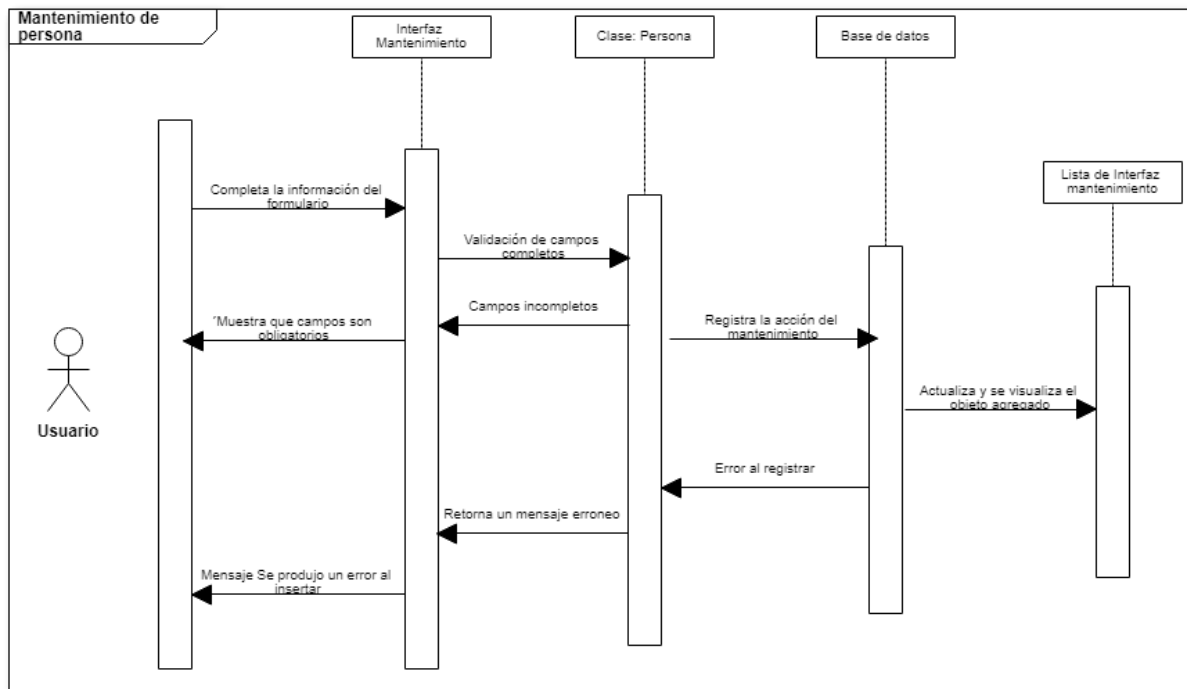 Mantenimiento de
persona
Interfaz
Mantenimiento
Clase: Persona
Base de datos
Lista de Interfaz
mantenimiento
Completa la información del
formulario
Validación de campos
completos
Campos incompletos
´Muestra que campos son
obligatorios
Registra la acción del
mantenimiento
Actualiza y se visualiza el
objeto agregado
Usuario
Error al registrar
Retorna un mensaje erroneo
Mensaje Se produjo un error al
insertar